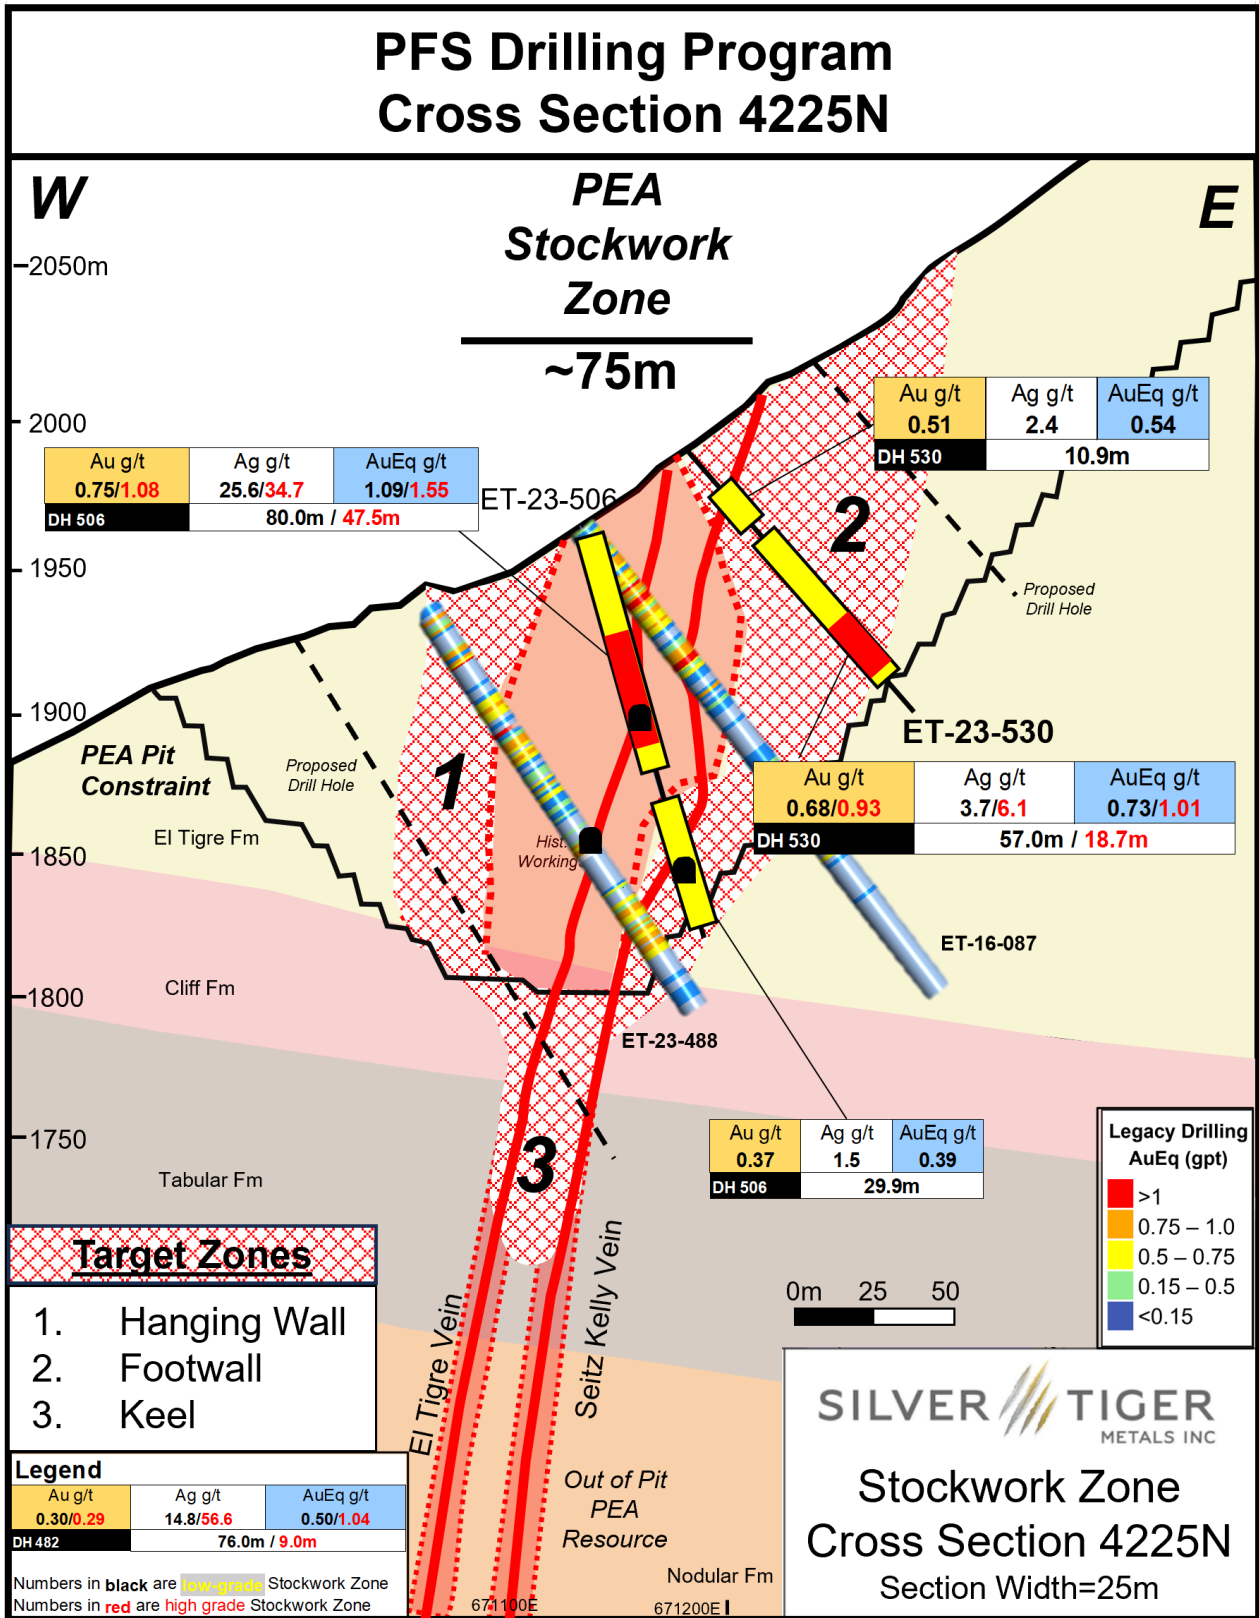 PFS Drilling Program
Cross Section 4225N
W
PEA
Stockwork
Zone
~75m
E
2050m
2000
1950
1900
1850
1800
1750
Au g/t Ag g/t AuEq g/t
0.51 2.4 0.54
DH 530 10.9m
Au g/t Ag g/t AuEq g/t
0.75/1.08 25.6/34.7 1.09/1.55
DH 506 80.0m / 47.5m
ET-23-506
2
Proposed
Drill Hole
ET-23-530
PEA Pit
Constraint
Proposed
Drill Hole
1
Au g/t Ag g/t AuEq g/t
0.68/0.93 3.7/6.1 0.73/1.01
DH 530 57.0m / 18.7m
El Tigre Fm
Hist.
Workings
ET-16-087
Cliff Fm
ET-23-488
3
Au g/t Ag g/t AuEq g/t
0.37 1.5 0.39
DH 506 29.9m
Tabular Fm
Legacy Drilling
AuEq (gpt)
>1
0.75 – 1.0
0.5 – 0.75
0.15 – 0.5
<0.15
Target Zones
1. Hanging Wall
2. Footwall
3. Keel
El Tigre Vein
Seitz Kelly Vein
0m 25 50
Legend
Au g/t Ag g/t AuEq g/t
0.30/0.29 14.8/56.6 0.50/1.04
DH 482 76.0m / 9.0m
Numbers in black are low-grade Stockwork Zone
Numbers in red are high grade Stockwork Zone
Out of Pit
PEA
Resource
Nodular Fm
671100E
671200E
SILVER TIGER
METALS INC
Stockwork Zone
Cross Section 4225N
Section Width=25m